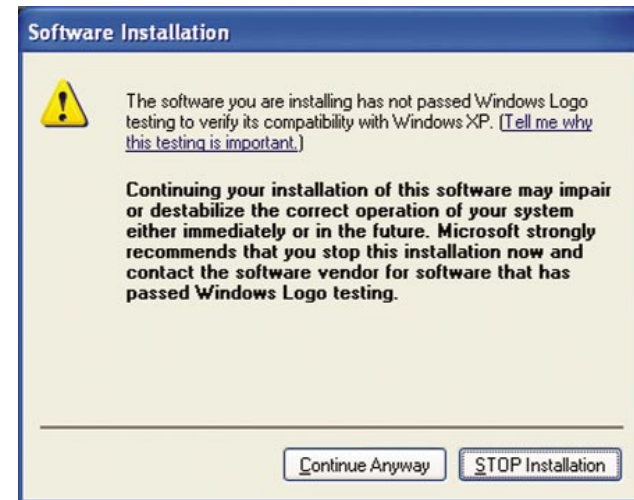 Software Installation
The software you are installing has not passed Windows Logo
testing to verify its compatibility with Windows XP. (Tell me why
this testing is important.)
Continuing your installation of this software may impair
or destabilize the correct operation of your system
either immediately or in the future. Microsoft strongly
recommends that you stop this installation now and
contact the software vendor for software that has
passed Windows Logo testing.
Continue Anyway
STOP Installation